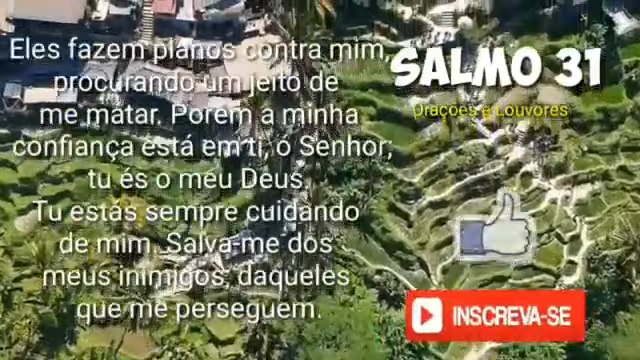 Eles fazem planos contra mim,
procurando um jeito de
me matar. Porem a minha
confiança está em ti, o Senhor,
tu és o meu Deus.
Tu estas sempre cuidando
de mim. Salva-me dos
meus inimigos, daqueles
que me perseguem.
SALMO 31
Orações e Louvores
INSCREVA-SE